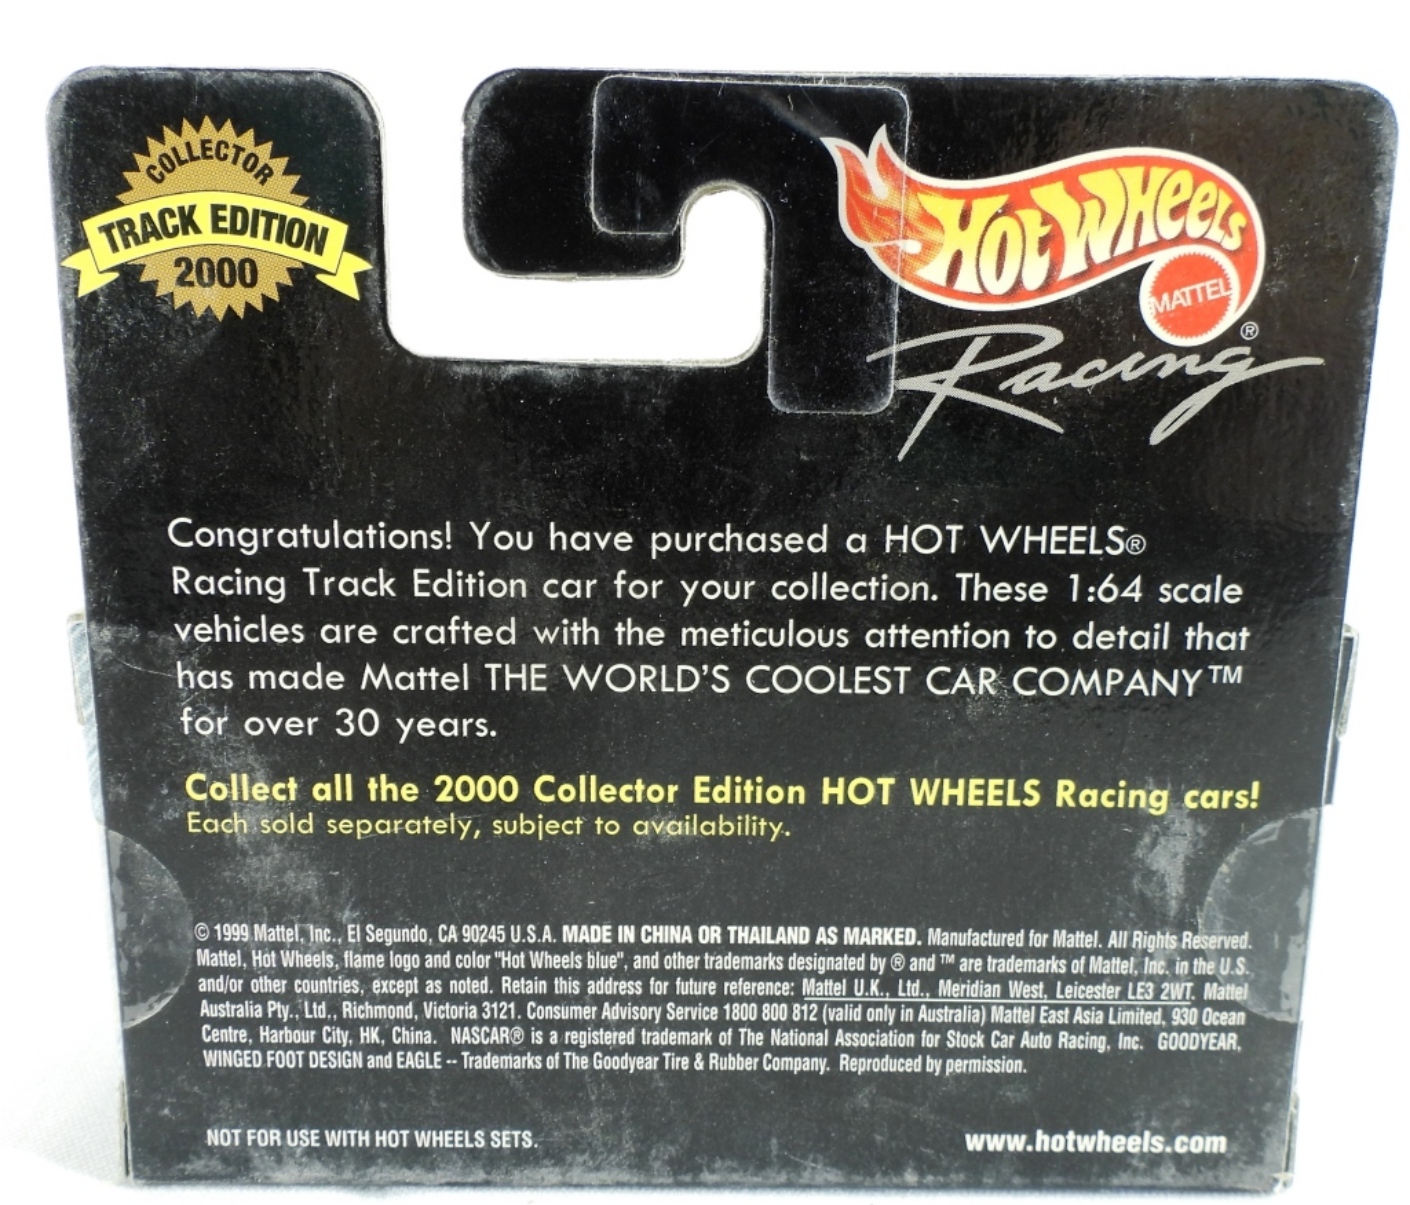 COLLECTOR
TRACK EDITION
2000
HOT WHEELS
MATTEL
®
Racing
Congratulations! You have purchased a HOT WHEELS®
Racing Track Edition car for your collection. These 1:64 scale
vehicles are crafted with the meticulous attention to detail that
has made Mattel THE WORLD'S COOLEST CAR COMPANY™
for over 30 years.
Collect all the 2000 Collector Edition HOT WHEELS Racing cars!
Each sold separately, subject to availability.
© 1999 Mattel, Inc., El Segundo, CA 90245 U.S.A. MADE IN CHINA OR THAILAND AS MARKED. Manufactured for Mattel. All Rights Reserved.
Mattel, Hot Wheels, flame logo and color "Hot Wheels blue", and other trademarks designated by ® and ™ are trademarks of Mattel, Inc. in the U.S.
and/or other countries, except as noted. Retain this address for future reference: Mattel U.K., Ltd., Meridian West, Leicester LE3 2WT. Mattel
Australia Pty., Ltd., Richmond, Victoria 3121. Consumer Advisory Service 1800 800 812 (valid only in Australia) Mattel East Asia Limited, 930 Ocean
Centre, Harbour City, HK, China. NASCAR® is a registered trademark of The National Association for Stock Car Auto Racing, Inc. GOODYEAR,
WINGED FOOT DESIGN and EAGLE -- Trademarks of The Goodyear Tire & Rubber Company. Reproduced by permission.
NOT FOR USE WITH HOT WHEELS SETS.
www.hotwheels.com